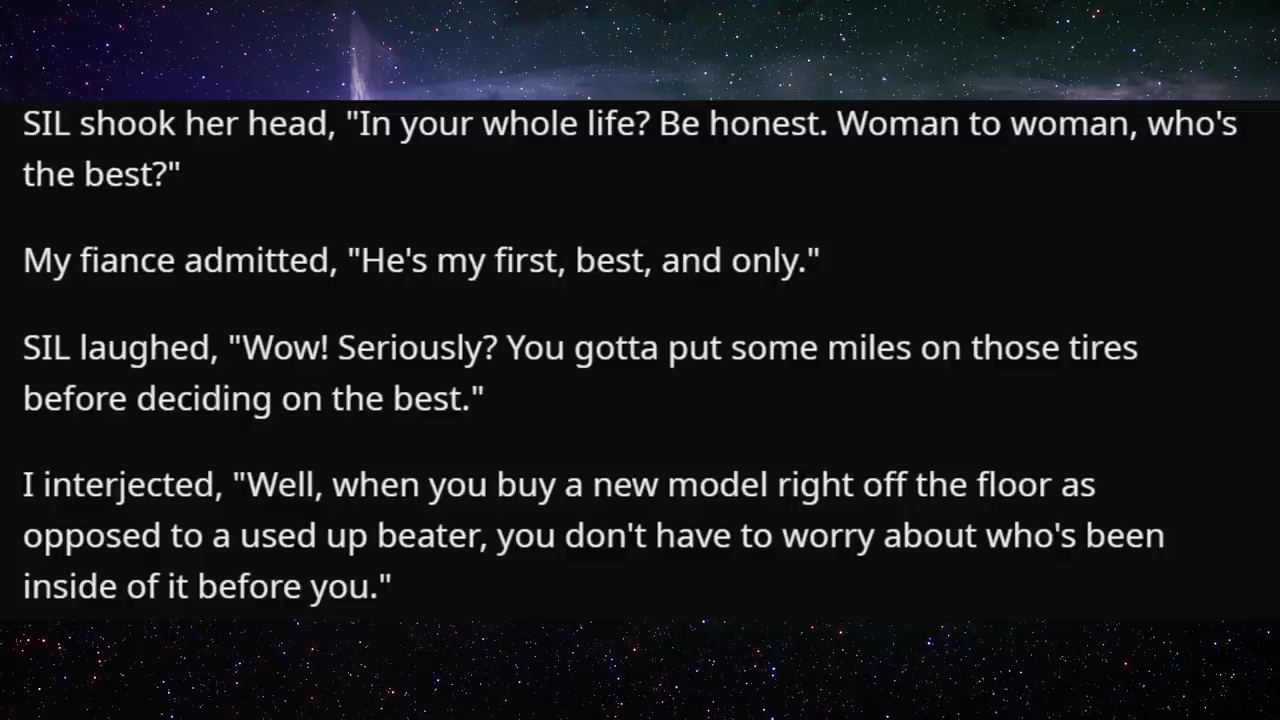 SIL shook her head, "In your whole life? Be honest. Woman to woman, who's
the best?"
My fiance admitted, "He's my first, best, and only."
SIL laughed, "Wow! Seriously? You gotta put some miles on those tires
before deciding on the best."
I interjected, "Well, when you buy a new model right off the floor as
opposed to a used up beater, you don't have to worry about who's been
inside of it before you."